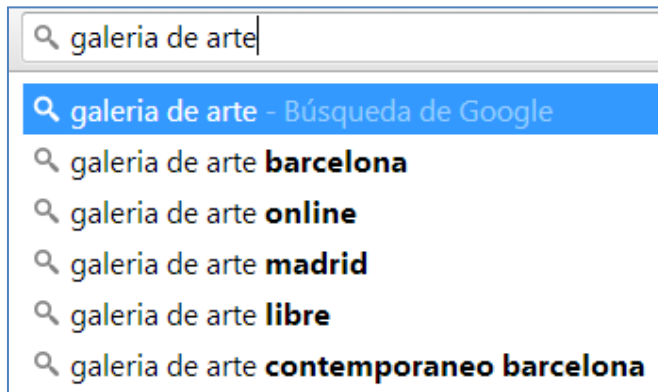 galeria de arte
galeria de arte - Búsqueda de Google
galeria de arte barcelona
galeria de arte online
galeria de arte madrid
galeria de arte libre
galeria de arte contemporaneo barcelona